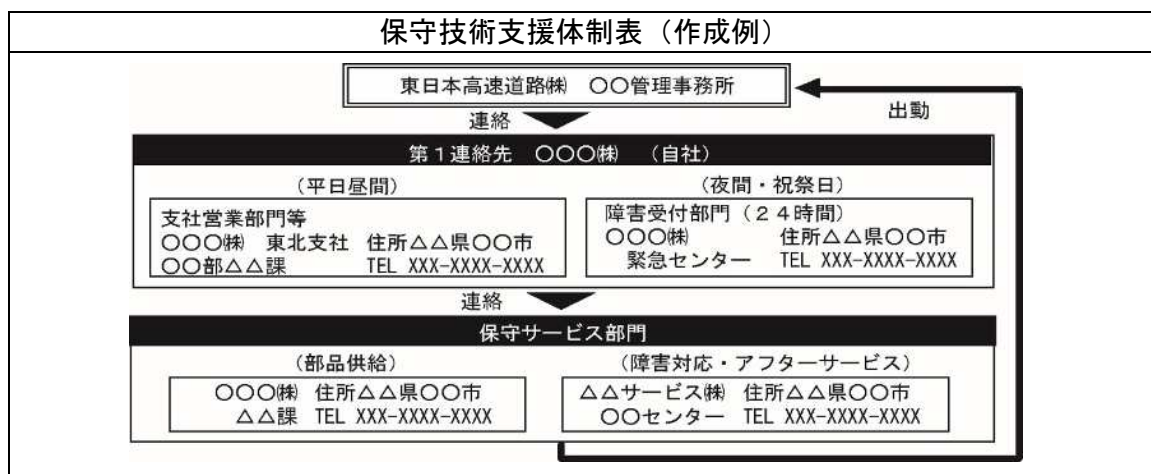 保守技術支援体制表（作成例）
東日本高速道路㈱　〇〇管理事務所
連絡
出動
第１連絡先　〇〇〇㈱　（自社）
（平日昼間）
支社営業部門等
〇〇〇㈱　東北支社　住所△△県〇〇市
〇〇部△△課　TEL XXX-XXXX-XXXX
（夜間・祝祭日）
障害受付部門（２４時間）
〇〇〇㈱　住所△△県〇〇市
緊急センター　TEL XXX-XXXX-XXXX
連絡
保守サービス部門
（部品供給）
〇〇〇㈱　住所△△県〇〇市
△△課　TEL XXX-XXXX-XXXX
（障害対応・アフターサービス）
△△サービス㈱　住所△△県〇〇市
〇〇センター　TEL XXX-XXXX-XXXX